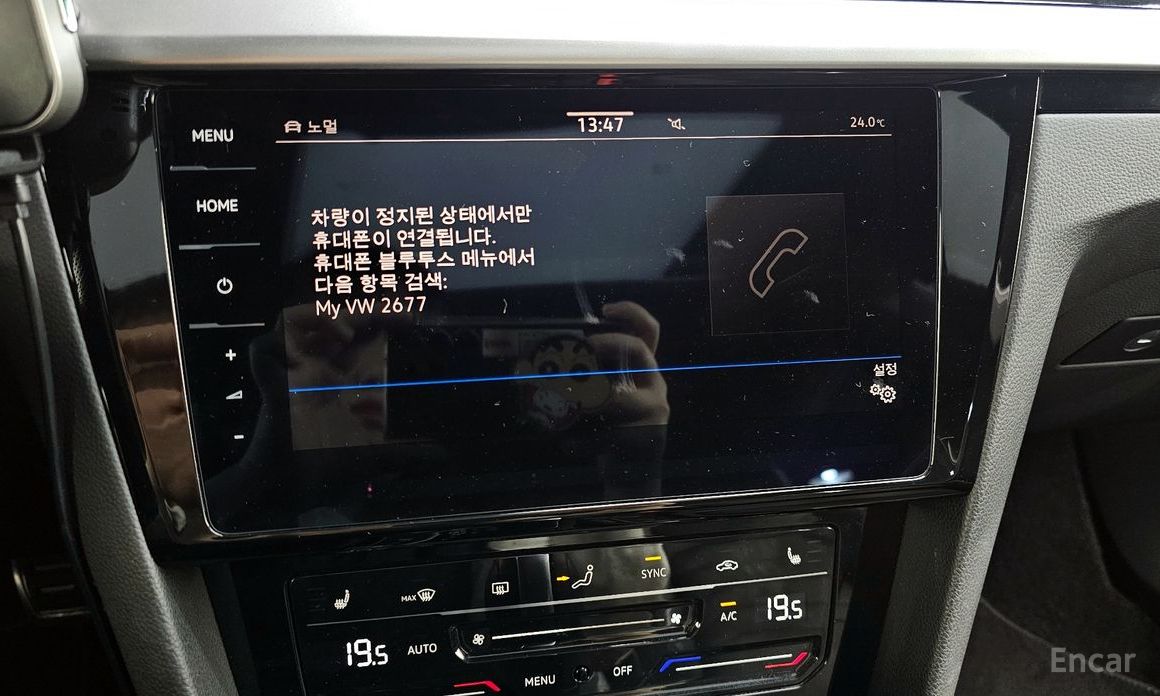 MENU
노멀
13:47
24.0℃
HOME
차량이 정지된 상태에서만
휴대폰이 연결됩니다.
휴대폰 블루투스 메뉴에서
다음 항목 검색:
My VW 2677
+
-
설정
MAX
SYNC
19.5
AUTO
A/C
19.5
MENU
OFF
Encar